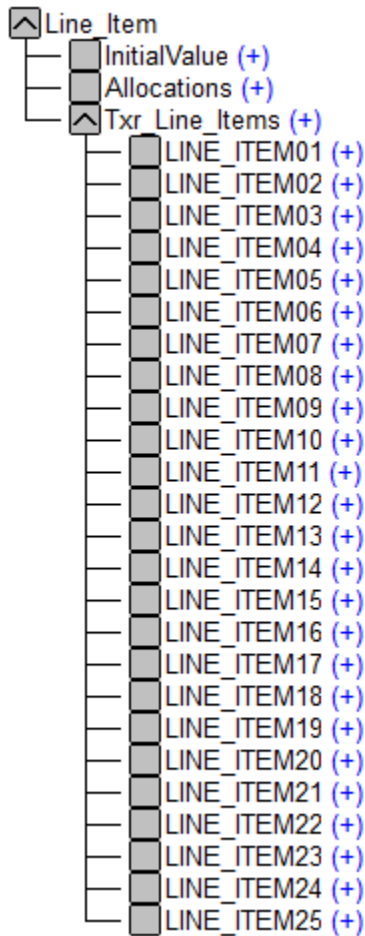 Line_Item
InitialValue (+)
Allocations (+)
Txr_Line_Items (+)
LINE_ITEM01 (+)
LINE_ITEM02 (+)
LINE_ITEM03 (+)
LINE_ITEM04 (+)
LINE_ITEM05 (+)
LINE_ITEM06 (+)
LINE_ITEM07 (+)
LINE_ITEM08 (+)
LINE_ITEM09 (+)
LINE_ITEM10 (+)
LINE_ITEM11 (+)
LINE_ITEM12 (+)
LINE_ITEM13 (+)
LINE_ITEM14 (+)
LINE_ITEM15 (+)
LINE_ITEM16 (+)
LINE_ITEM17 (+)
LINE_ITEM18 (+)
LINE_ITEM19 (+)
LINE_ITEM20 (+)
LINE_ITEM21 (+)
LINE_ITEM22 (+)
LINE_ITEM23 (+)
LINE_ITEM24 (+)
LINE_ITEM25 (+)